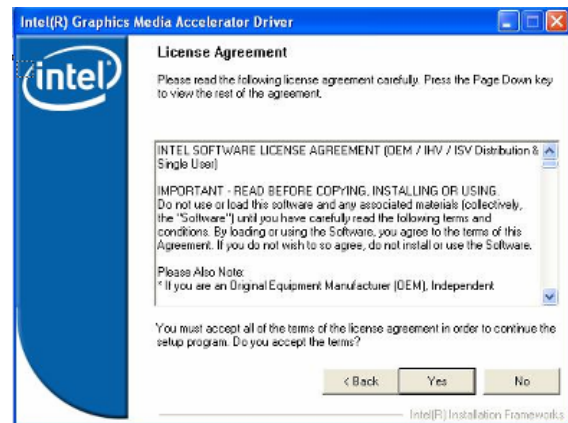 Intel(R) Graphics Media Accelerator Driver
intel
License Agreement
Please read the following license agreement carefully. Press the Page Down key
to view the rest of the agreement.
INTEL SOFTWARE LICENSE AGREEMENT (OEM / IHV / ISV Distribution &
Single User)
IMPORTANT - READ BEFORE COPYING, INSTALLING OR USING.
Do not use or load this software and any associated materials (collectively,
the "Software") until you have carefully read the following terms and
conditions. By loading or using the Software, you agree to the terms of this
Agreement. If you do not wish to so agree, do not install or use the Software.
Please Also Note:
* If you are an Original Equipment Manufacturer (OEM), Independent
You must accept all of the terms of the license agreement in order to continue the
setup program. Do you accept the terms?
< Back Yes No
Intel(R) Installation Frameworks